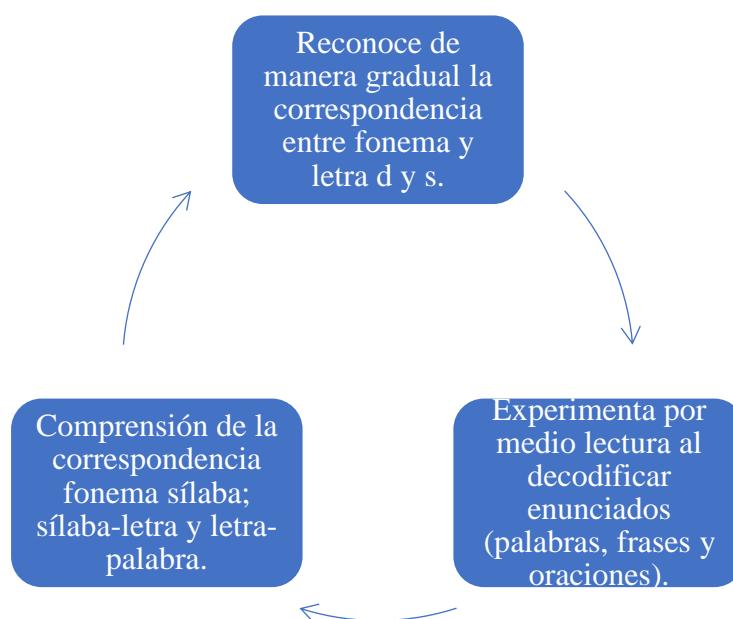 Reconoce de
manera gradual la
correspondencia
entre fonema y
letra d y s.
Experimenta por
medio lectura al
decodificar
enunciados
(palabras, frases y
oraciones).
Comprensión de la
correspondencia
fonema sílaba;
sílaba-letra y letra-
palabra.